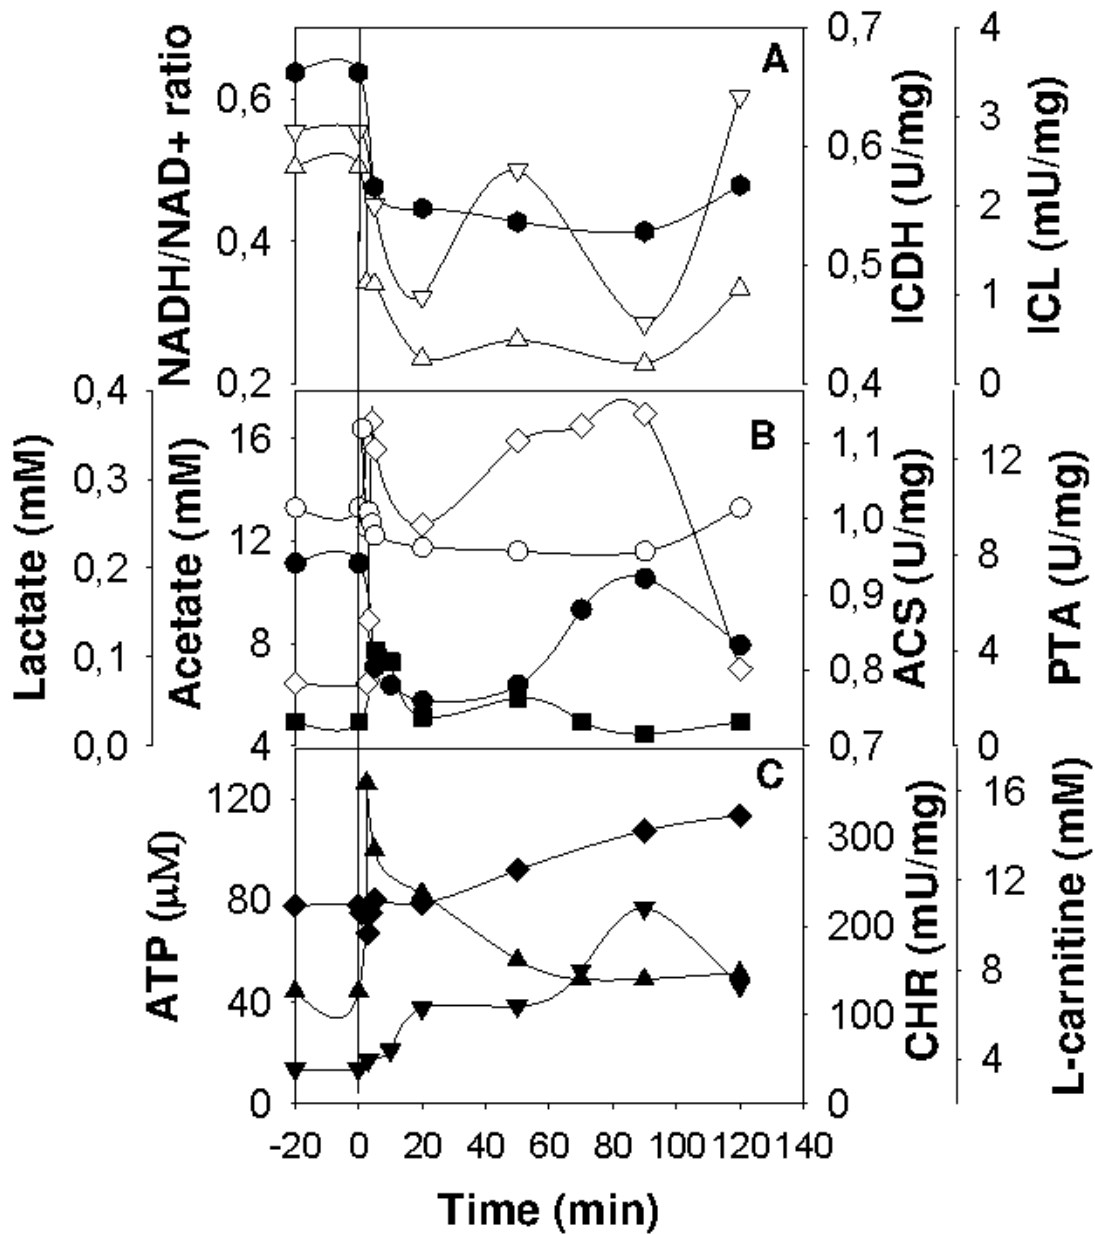 A
NADH/NAD+ ratio
0,6
0,4
0,2
0,7
0,6
0,5
0,4
ICDH (U/mg)
4
3
2
1
0
ICL (mU/mg)
B
Lactate (mM)
0,4
0,3
0,2
0,1
0,0
Acetate (mM)
16
12
8
4
1,1
1,0
0,9
0,8
0,7
ACS (U/mg)
12
8
4
0
PTA (U/mg)
C
ATP (µM)
120
80
40
0
300
200
100
0
CHR (mU/mg)
16
12
8
4
L-carnitine (mM)
-20 0 20 40 60 80 100 120 140
Time (min)